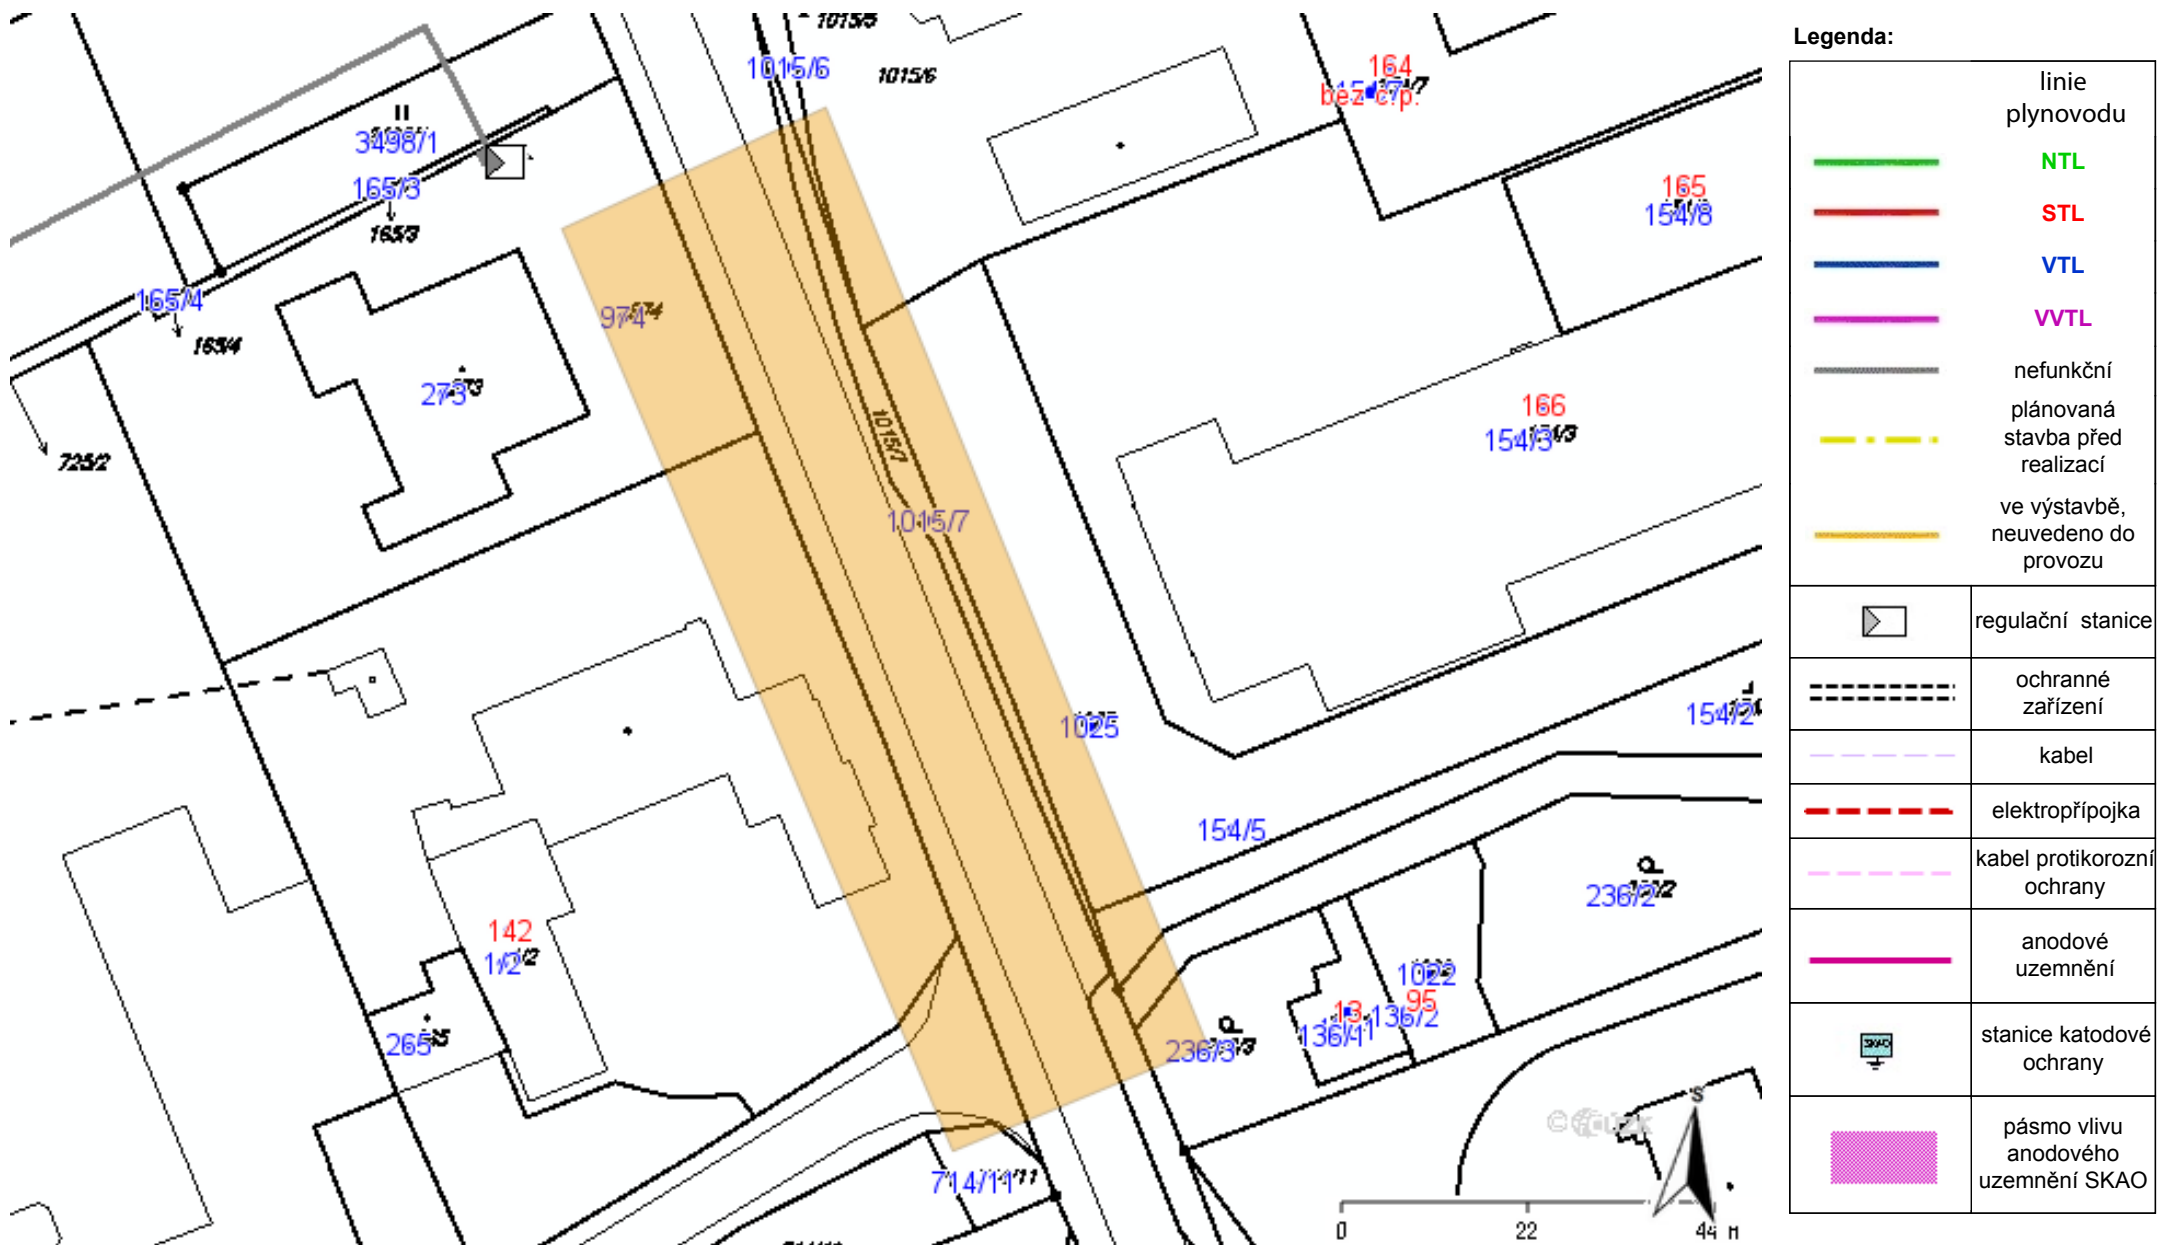 1015/5
1015/6
1015/6
164
bez č.p.
3498/1
165/3
165/3
165
154/8
165/4
165/4
974
273
725/2
1015/7
166
154/3
1015/7
1025
154/2
154/5
142
1/2
236/2
265
1022
13
95
136/1
136/2
236/3
714/11
S
0
22
44 M
Legenda:
linie
plynovodu
NTL
STL
VTL
VVTL
nefunkční
plánovaná
stavba před
realizací
ve výstavbě,
neuvedeno do
provozu
regulační stanice
ochranné
zařízení
kabel
elektropřípojka
kabel protikorozní
ochrany
anodové
uzemnění
SKAO
stanice katodové
ochrany
pásmo vlivu
anodového
uzemnění SKAO